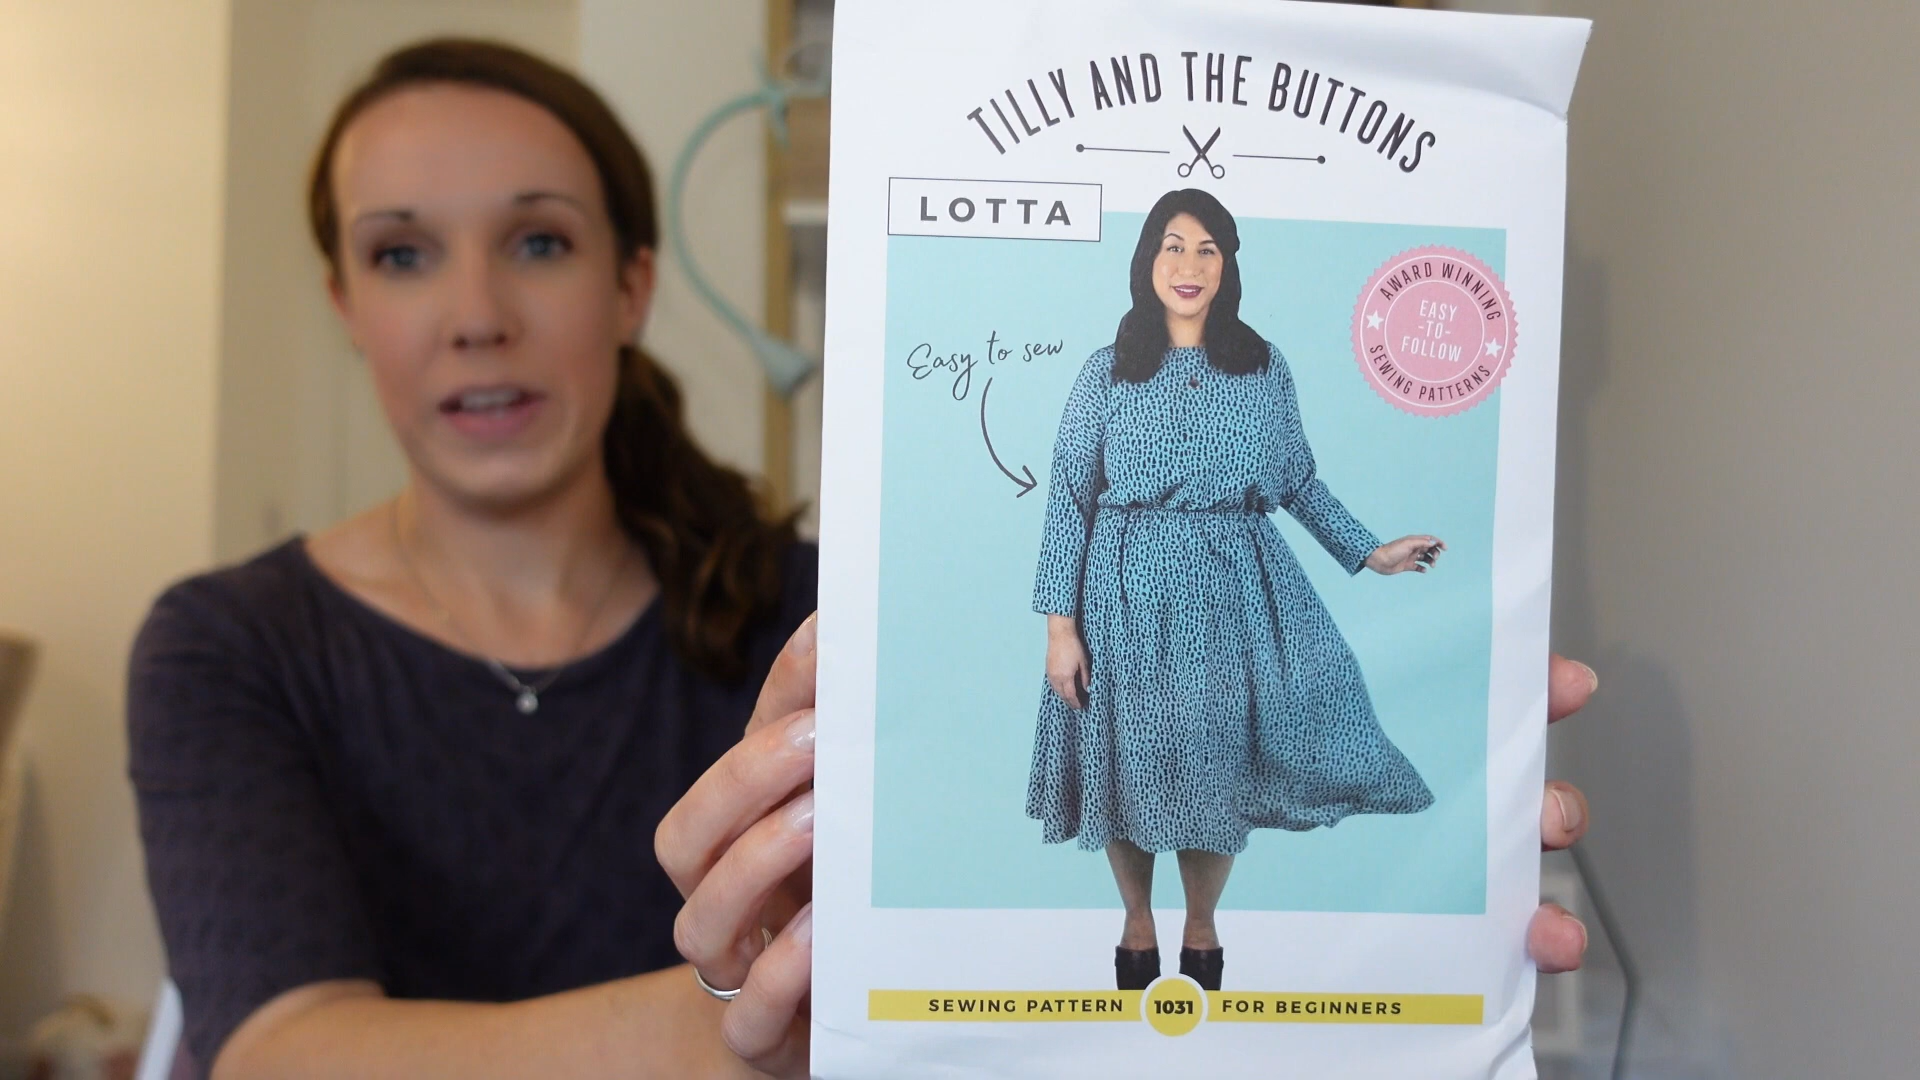 TILLY AND THE BUTTONS
LOTTA
Easy to sew
AWARD WINNING
EASY
-TO-
FOLLOW
SEWING PATTERNS
SEWING PATTERN 1031 FOR BEGINNERS